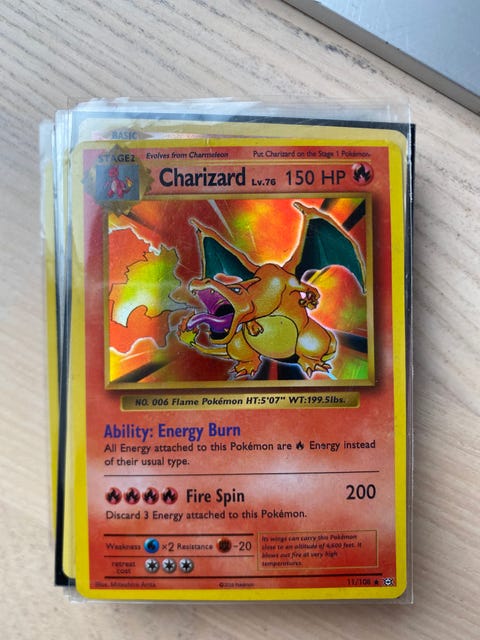 BASIC
STAGE2
Evolves from Charmeleon
Put Charizard on the Stage 1 Pokémon.
Charizard Lv.76 150 HP
NO. 006 Flame Pokémon HT:5'07" WT:199.5lbs.
Ability: Energy Burn
All Energy attached to this Pokémon are Energy instead
of their usual type.
Fire Spin 200
Discard 3 Energy attached to this Pokémon.
Weakness ×2 Resistance -20
retreat
cost
Its wings can carry this Pokémon
close to an altitude of 4,600 feet. It
blows out fire at very high
temperatures.
Illus. Mitsuhiro Arita
©2016 Pokémon
11/108